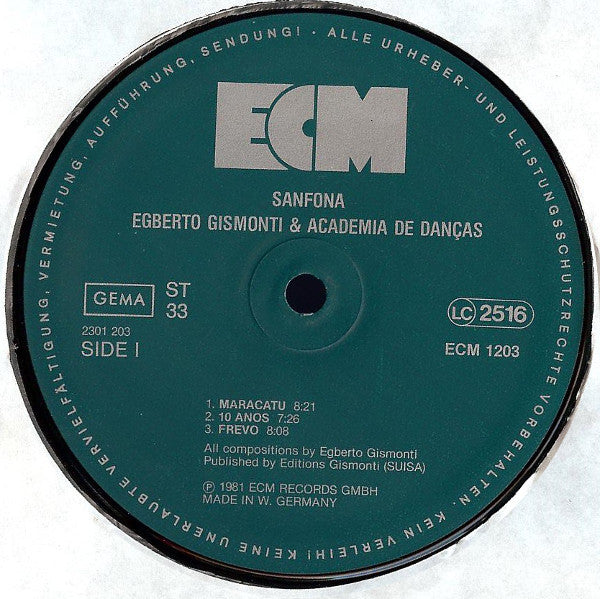 ALLE URHEBER- UND LEISTUNGSSCHUTZRECHTE VORBEHALTEN. KEIN VERLEIH! KEINE UNERLAUBTE VERVIELFÄLTIGUNG, VERMIETUNG, AUFFÜHRUNG, SENDUNG! ·
ECM
SANFONA
EGBERTO GISMONTI & ACADEMIA DE DANÇAS
GEMA
ST
33
LC 2516
2301 203
SIDE I
ECM 1203
1. MARACATU 8:21
2. 10 ANOS 7:26
3. FREVO 8:08
All compositions by Egberto Gismonti
Published by Editions Gismonti (SUISA)
Ⓟ 1981 ECM RECORDS GMBH
MADE IN W. GERMANY